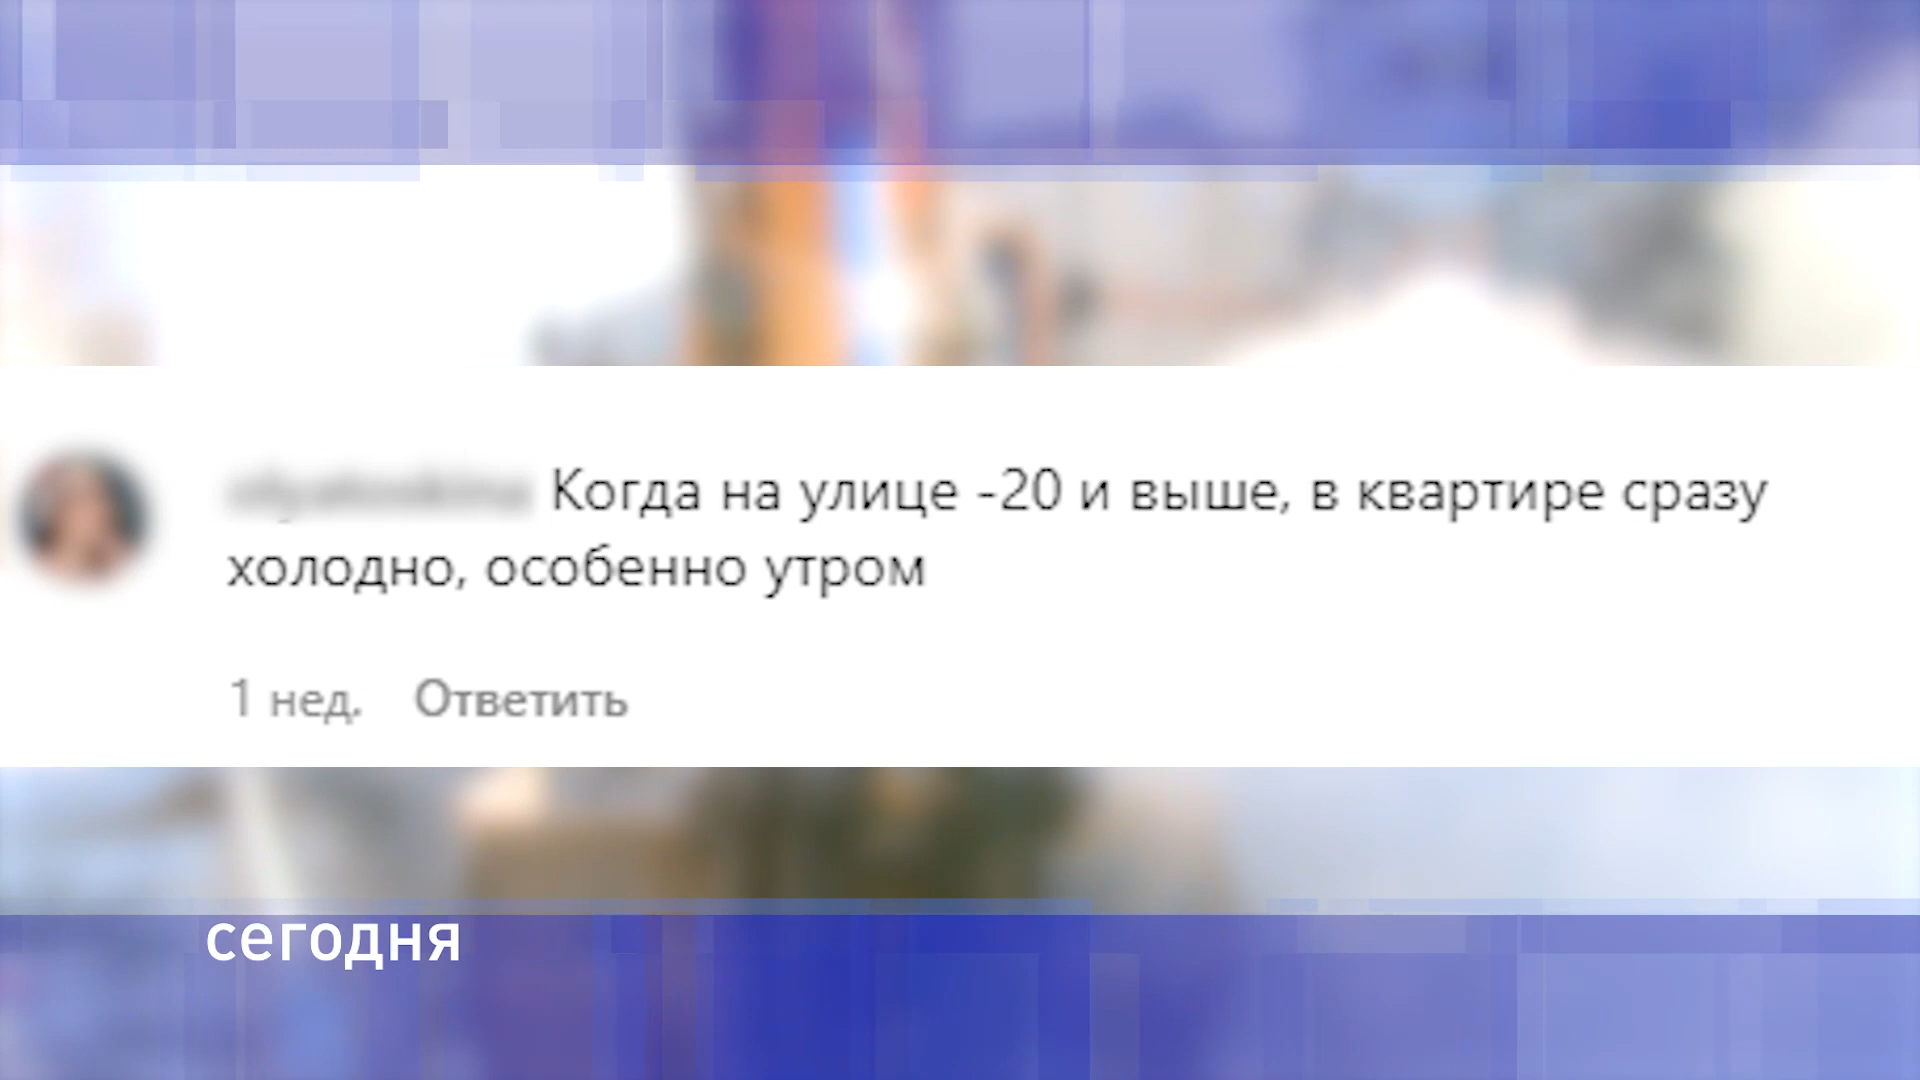 Когда на улице -20 и выше, в квартире сразу
холодно, особенно утром
1 нед. Ответить
сегодня